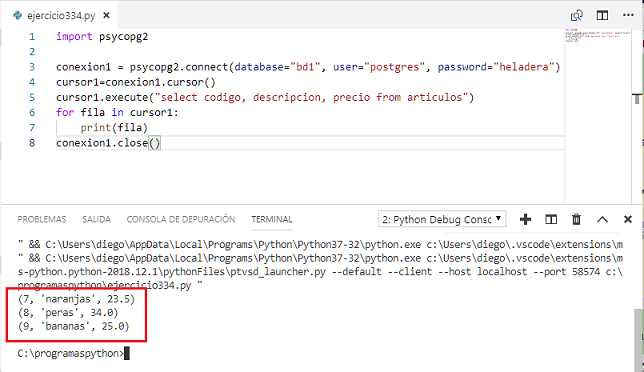 ejercicio334.py
1 import psycopg2
2
3 conexion1 = psycopg2.connect(database="bd1", user="postgres", password="heladera")
4 cursor1=conexion1.cursor()
5 cursor1.execute("select codigo, descripcion, precio from articulos")
6 for fila in cursor1:
7 print(fila)
8 conexion1.close()
PROBLEMAS SALIDA CONSOLA DE DEPURACIÓN TERMINAL 2: Python Debug Consc
" && C:\Users\diego\AppData\Local\Programs\Python\Python37-32\python.exe c:\Users\diego\.vscode\extensions\m
" && C:\Users\diego\AppData\Local\Programs\Python\Python37-32\python.exe c:\Users\diego\.vscode\extensions\m
s-python.python-2018.12.1\pythonFiles\ptvsd_launcher.py --default --client --host localhost --port 58574 c:\
programaspython\ejercicio334.py "
(7, 'naranjas', 23.5)
(8, 'peras', 34.0)
(9, 'bananas', 25.0)
C:\programaspython>